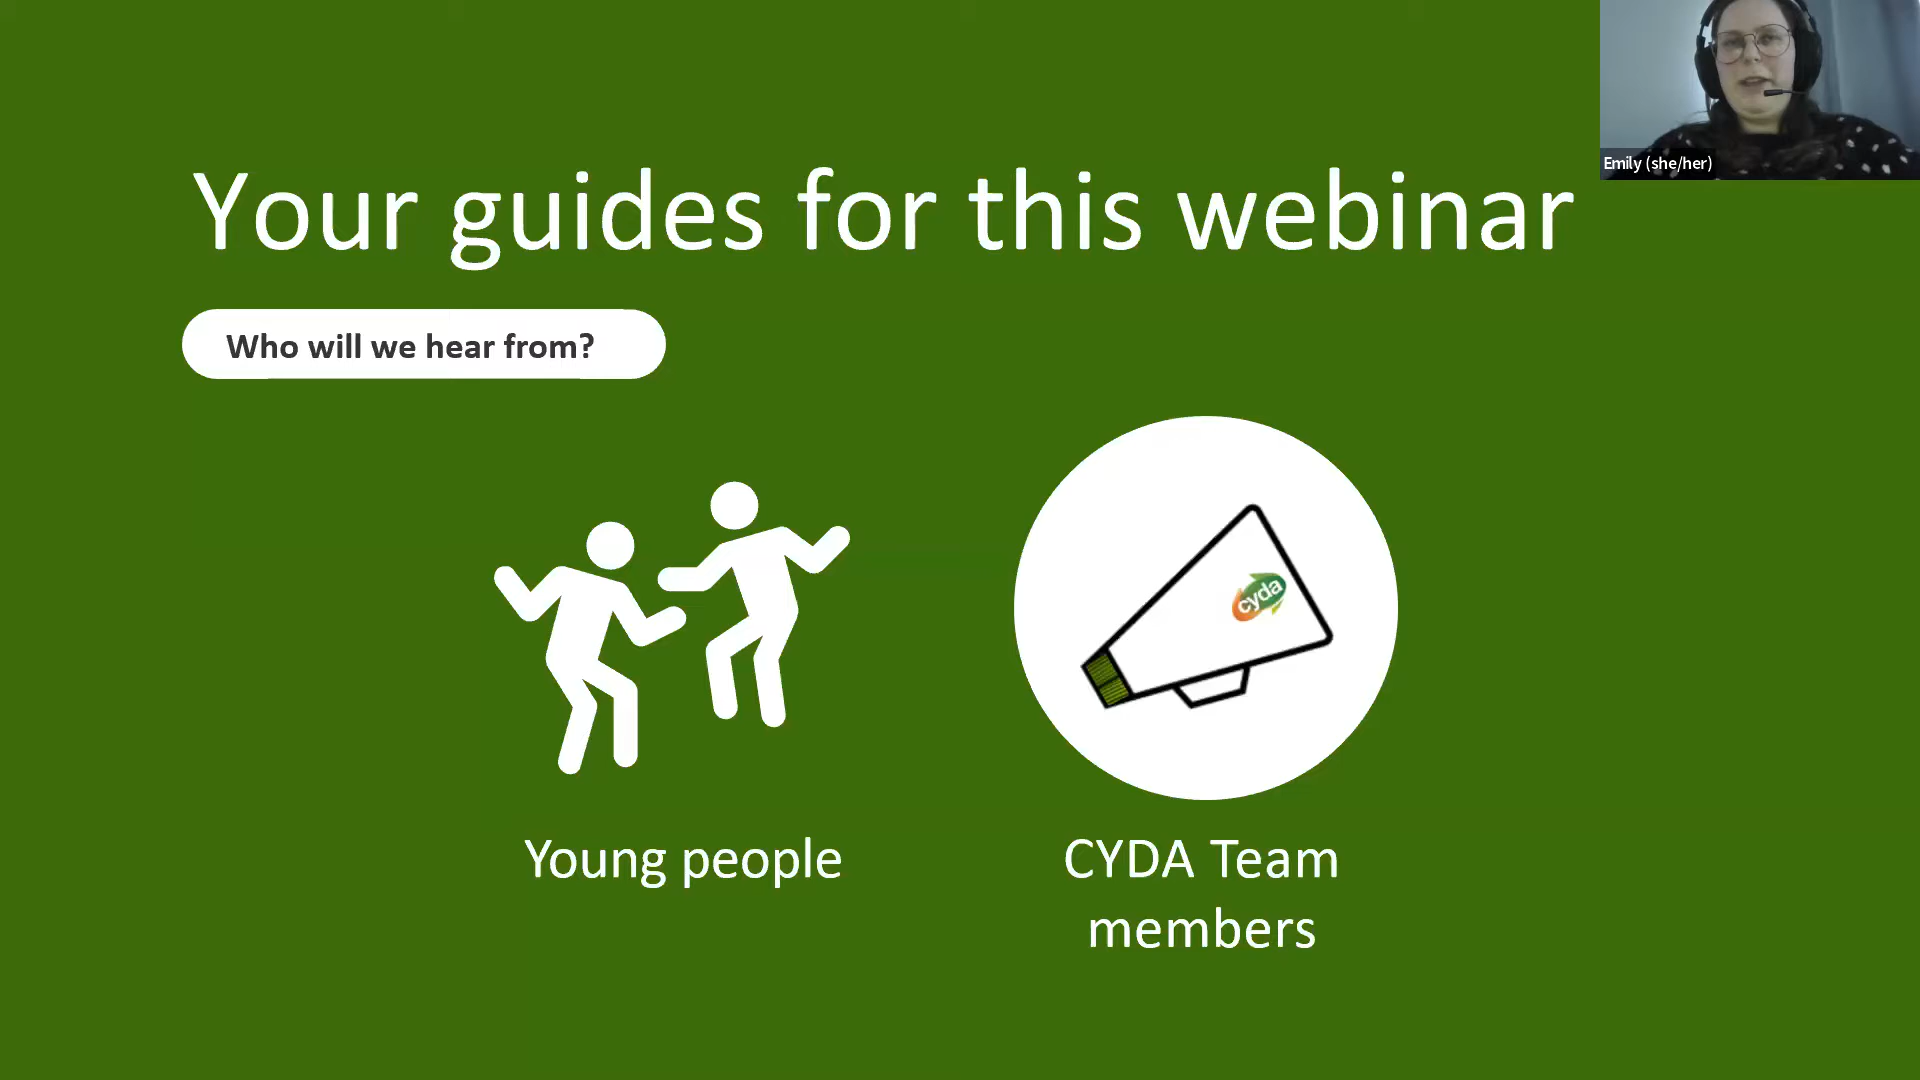 Your guides for this webinar
Emily (she/her)
Who will we hear from?
cyda
Young people
CYDA Team
members